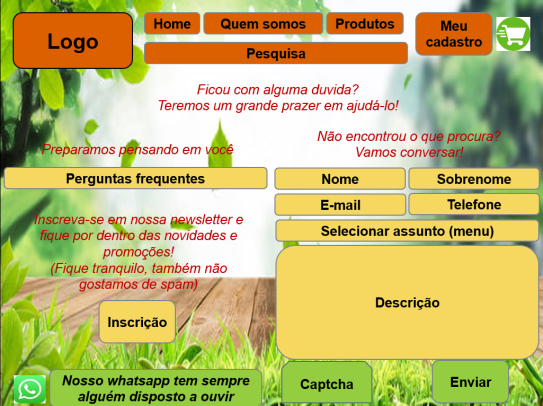 Logo
Home
Quem somos
Produtos
Meu
cadastro
Pesquisa
Ficou com alguma duvida?
Teremos um grande prazer em ajudá-lo!
Preparamos pensando em você
Perguntas frequentes
Inscreva-se em nossa newsletter e
fique por dentro das novidades e
promoções!
(Fique tranquilo, também não
gostamos de spam)
Inscrição
Não encontrou o que procura?
Vamos conversar!
Nome
Sobrenome
E-mail
Telefone
Selecionar assunto (menu)
Descrição
Nosso whatsapp tem sempre
alguém disposto a ouvir
Captcha
Enviar